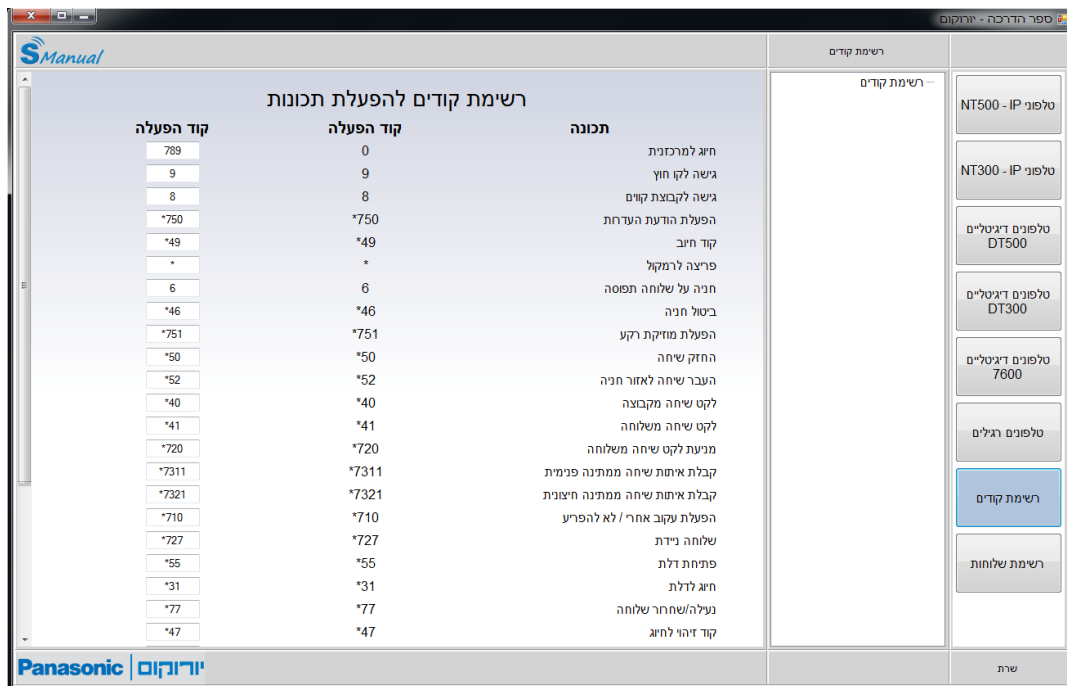 ספר הדרכה - יורוקום
SManual
רשימת קודים
טלפוני NT500 - IP
טלפוני NT300 - IP
טלפונים דיגיטליים
DT500
טלפונים דיגיטליים
DT300
טלפונים דיגיטליים
7600
טלפונים רגילים
רשימת קודים
רשימת שלוחות
רשימת קודים
רשימת קודים להפעלת תכונות
תכונה קוד הפעלה קוד הפעלה
חיוג למרכזנית 0 789
גישה לקו חוץ 9 9
גישה לקבוצת קווים 8 8
הפעלת הודעת העדרות *750 *750
קוד חיוב *49 *49
פריצה לרמקול * *
חניה על שלוחה תפוסה 6 6
ביטול חניה *46 *46
הפעלת מוזיקת רקע *751 *751
החזק שיחה *50 *50
העבר שיחה לאזור חניה *52 *52
לקט שיחה מקבוצה *40 *40
לקט שיחה משלוחה *41 *41
מניעת לקט שיחה משלוחה *720 *720
קבלת איתות שיחה ממתינה פנימית *7311 *7311
קבלת איתות שיחה ממתינה חיצונית *7321 *7321
הפעלת עקוב אחרי / לא להפריע *710 *710
שלוחה ניידת *727 *727
פתיחת דלת *55 *55
חיוג לדלת *31 *31
נעילה/שחרור שלוחה *77 *77
קוד זיהוי לחיוג *47 *47
שרת
Panasonic יורוקום